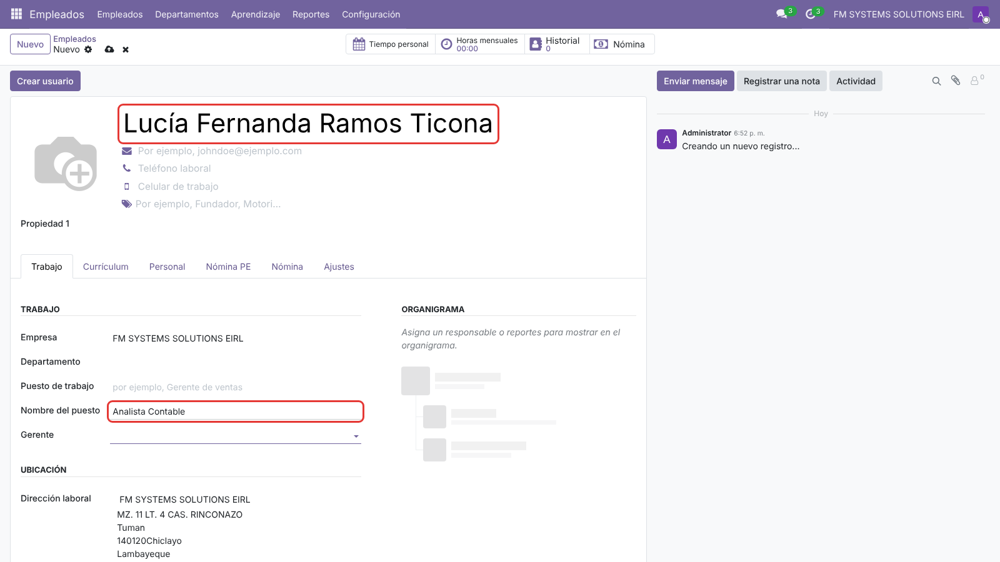 Empleados Empleados Departamentos Aprendizaje Reportes Configuración 3 3 FM SYSTEMS SOLUTIONS EIRL A
Nuevo Empleados
Nuevo
Tiempo personal Horas mensuales 00:00 Historial 0 Nómina
Crear usuario Enviar mensaje Registrar una nota Actividad 0
Hoy
Lucía Fernanda Ramos Ticona
A Administrator 6:52 p. m.
Creando un nuevo registro...
Por ejemplo, johndoe@ejemplo.com
Teléfono laboral
Celular de trabajo
Por ejemplo, Fundador, Motori...
Propiedad 1
Trabajo Currículum Personal Nómina PE Nómina Ajustes
TRABAJO
Empresa FM SYSTEMS SOLUTIONS EIRL
Departamento
Puesto de trabajo por ejemplo, Gerente de ventas
Nombre del puesto Analista Contable
Gerente
ORGANIGRAMA
Asigna un responsable o reportes para mostrar en el
organigrama.
UBICACIÓN
Dirección laboral FM SYSTEMS SOLUTIONS EIRL
MZ. 11 LT. 4 CAS. RINCONAZO
Tuman
140120Chiclayo
Lambayeque